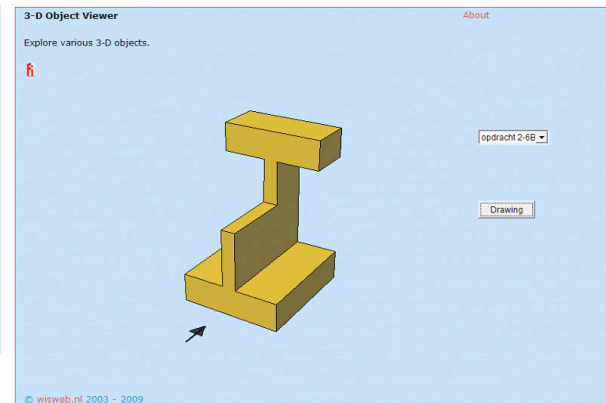 3-D Object Viewer
About
Explore various 3-D objects.
opdracht 2-6B
Drawing
© wisweb.nl 2003 - 2009